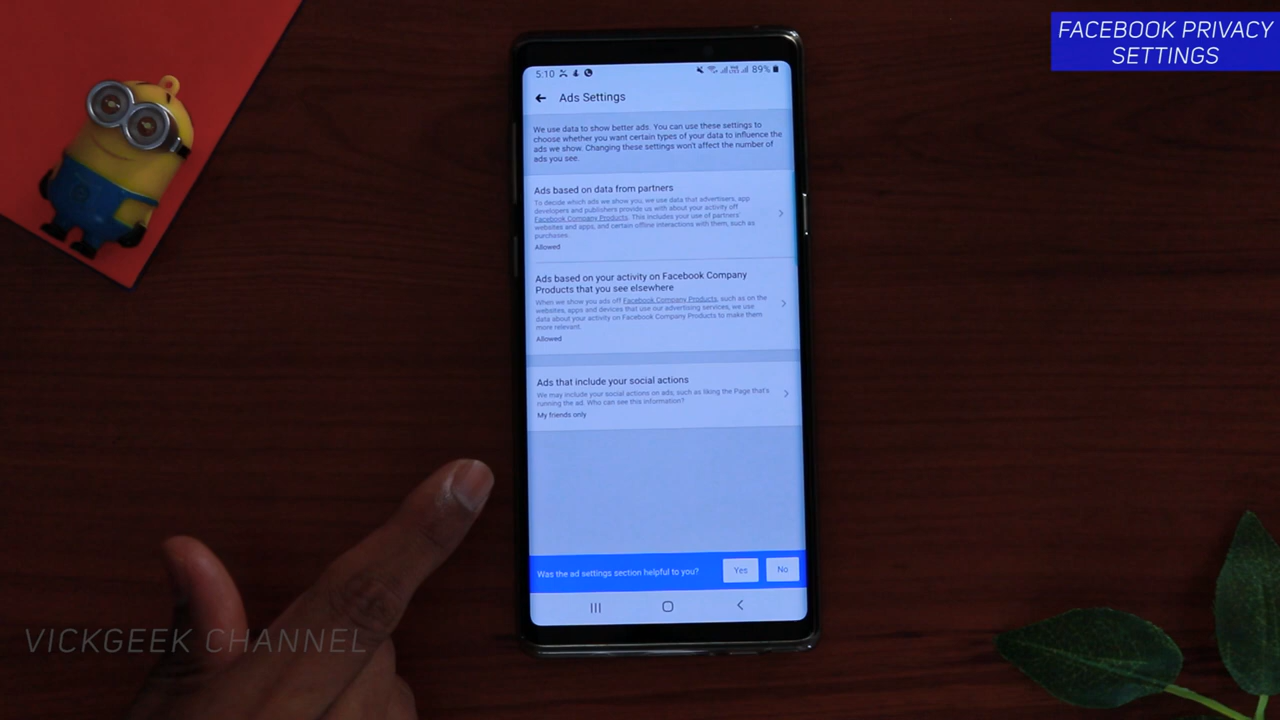 FACEBOOK PRIVACY
SETTINGS
5:10
89%
Ads Settings
We use data to show better ads. You can use these settings to
choose whether you want certain types of your data to influence the
ads we show. Changing these settings won't affect the number of
ads you see.
Ads based on data from partners
To decide which ads we show you, we use data that advertisers, app
developers and publishers provide us with about your activity off
Facebook Company Products. This includes your use of partners'
websites and apps, and certain offline interactions with them, such as
purchases.
Allowed
Ads based on your activity on Facebook Company
Products that you see elsewhere
When we show you ads off Facebook Company Products, such as on the
websites, apps and devices that use our advertising services, we use
data about your activity on Facebook Company Products to make them
more relevant.
Allowed
Ads that include your social actions
We may include your social actions on ads, such as liking the Page that's
running the ad. Who can see this information?
My friends only
Was the ad settings section helpful to you?
Yes
No
VICKGEEK CHANNEL